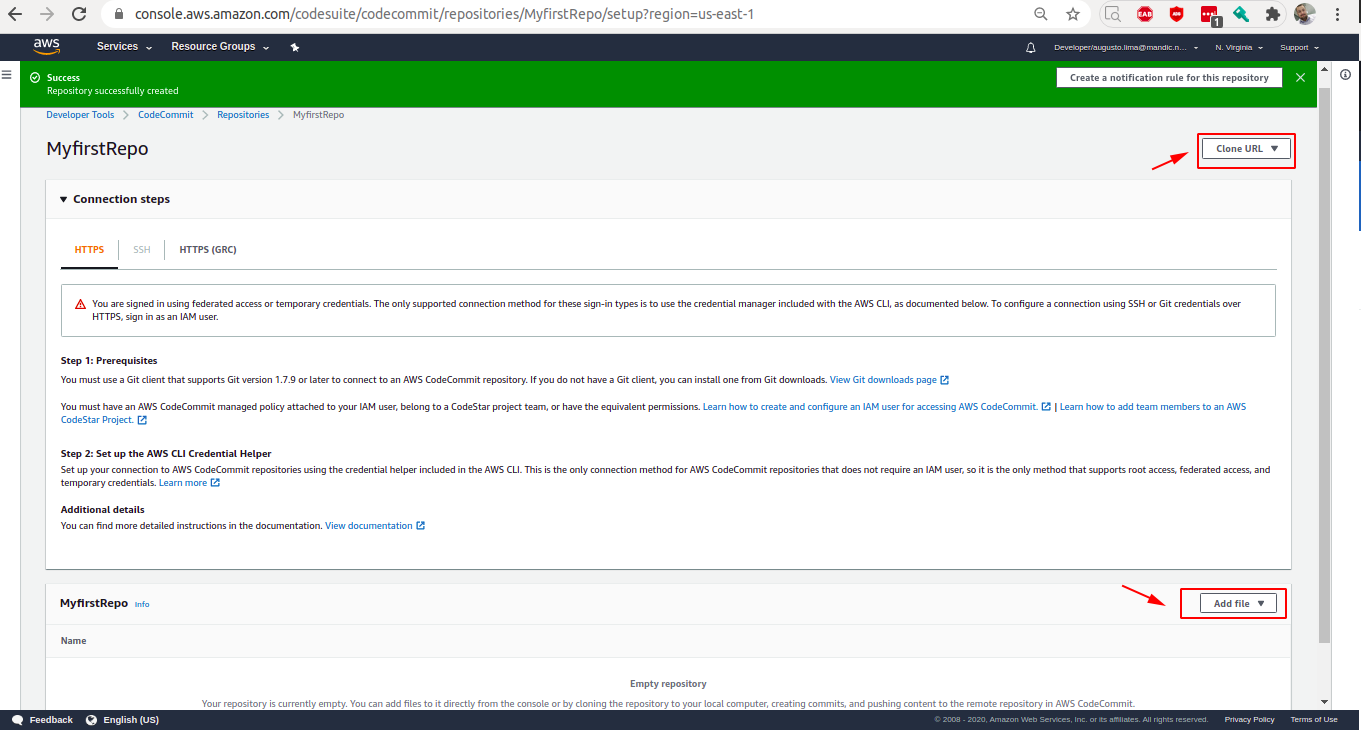 console.aws.amazon.com/codesuite/codecommit/repositories/MyfirstRepo/setup?region=us-east-1
EAB
ABP
1
aws
Services
Resource Groups
Developer/augusto.lima@mandic.n...
N. Virginia
Support
Success
Repository successfully created
Create a notification rule for this repository
Developer Tools
CodeCommit
Repositories
MyfirstRepo
MyfirstRepo
Clone URL
Connection steps
HTTPS
SSH
HTTPS (GRC)
You are signed in using federated access or temporary credentials. The only supported connection method for these sign-in types is to use the credential manager included with the AWS CLI, as documented below. To configure a connection using SSH or Git credentials over
HTTPS, sign in as an IAM user.
Step 1: Prerequisites
You must use a Git client that supports Git version 1.7.9 or later to connect to an AWS CodeCommit repository. If you do not have a Git client, you can install one from Git downloads. View Git downloads page
You must have an AWS CodeCommit managed policy attached to your IAM user, belong to a CodeStar project team, or have the equivalent permissions. Learn how to create and configure an IAM user for accessing AWS CodeCommit. | Learn how to add team members to an AWS
CodeStar Project.
Step 2: Set up the AWS CLI Credential Helper
Set up your connection to AWS CodeCommit repositories using the credential helper included in the AWS CLI. This is the only connection method for AWS CodeCommit repositories that does not require an IAM user, so it is the only method that supports root access, federated access, and
temporary credentials. Learn more
Additional details
You can find more detailed instructions in the documentation. View documentation
MyfirstRepo Info
Add file
Name
Empty repository
Your repository is currently empty. You can add files to it directly from the console or by cloning the repository to your local computer, creating commits, and pushing content to the remote repository in AWS CodeCommit.
Feedback
English (US)
© 2008 - 2020, Amazon Web Services, Inc. or its affiliates. All rights reserved.
Privacy Policy
Terms of Use